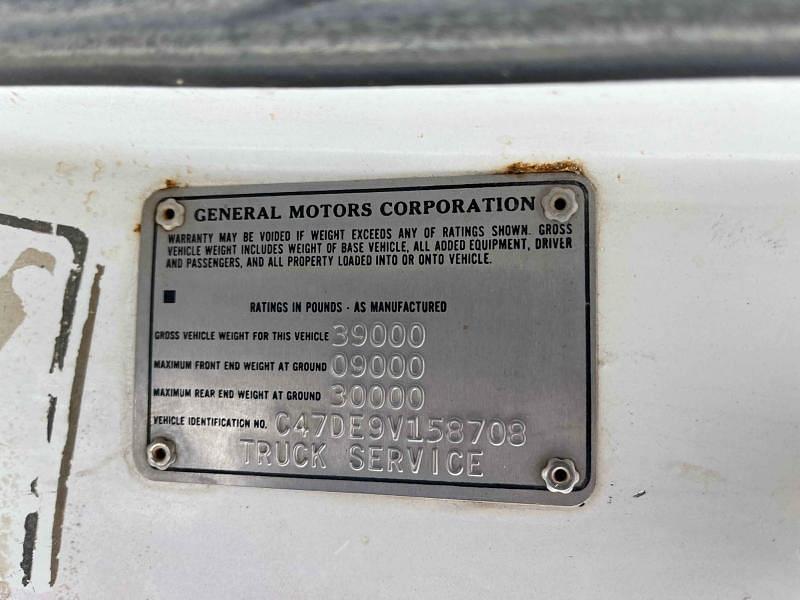 GENERAL MOTORS CORPORATION
WARRANTY MAY BE VOIDED IF WEIGHT EXCEEDS ANY OF RATINGS SHOWN. GROSS
VEHICLE WEIGHT INCLUDES WEIGHT OF BASE VEHICLE, ALL ADDED EQUIPMENT, DRIVER
AND PASSENGERS, AND ALL PROPERTY LOADED INTO OR ONTO VEHICLE.
RATINGS IN POUNDS - AS MANUFACTURED
GROSS VEHICLE WEIGHT FOR THIS VEHICLE 39000
MAXIMUM FRONT END WEIGHT AT GROUND 09000
MAXIMUM REAR END WEIGHT AT GROUND 30000
VEHICLE IDENTIFICATION NO. C47DE9V158708
TRUCK SERVICE